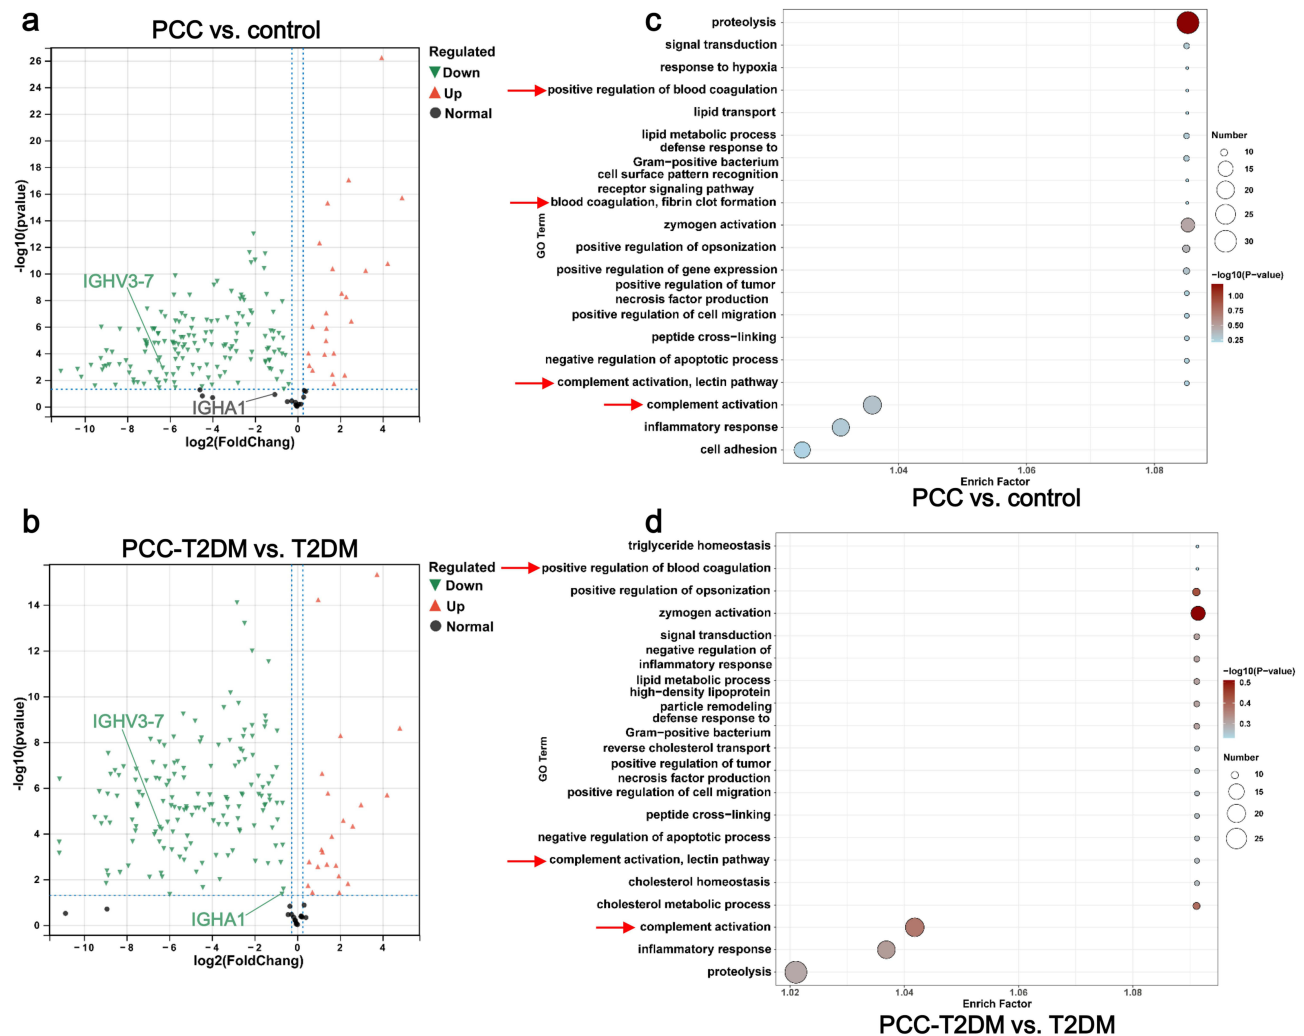 a
PCC vs. control
26
24
22
20
18
16
14
12
10
8
6
4
2
0
-log10(pvalue)
IGHV3-7
IGHA1
−10
−8
−6
−4
−2
0
2
4
log2(FoldChang)
Regulated
Down
Up
Normal
c
proteolysis
signal transduction
response to hypoxia
positive regulation of blood coagulation
lipid transport
lipid metabolic process
defense response to
Gram−positive bacterium
cell surface pattern recognition
receptor signaling pathway
blood coagulation, fibrin clot formation
zymogen activation
positive regulation of opsonization
positive regulation of gene expression
positive regulation of tumor
necrosis factor production
positive regulation of cell migration
peptide cross−linking
negative regulation of apoptotic process
complement activation, lectin pathway
complement activation
inflammatory response
cell adhesion
GO Term
1.04
1.06
1.08
Enrich Factor
PCC vs. control
Number
10
15
20
25
30
−log10(P−value)
1.00
0.75
0.50
0.25
b
PCC-T2DM vs. T2DM
14
12
10
8
6
4
2
0
-log10(pvalue)
IGHV3-7
IGHA1
−10
−8
−6
−4
−2
0
2
4
log2(FoldChang)
Regulated
Down
Up
Normal
d
triglyceride homeostasis
positive regulation of blood coagulation
positive regulation of opsonization
zymogen activation
signal transduction
negative regulation of
inflammatory response
lipid metabolic process
high−density lipoprotein
particle remodeling
defense response to
Gram−positive bacterium
reverse cholesterol transport
positive regulation of tumor
necrosis factor production
positive regulation of cell migration
peptide cross−linking
negative regulation of apoptotic process
complement activation, lectin pathway
cholesterol homeostasis
cholesterol metabolic process
complement activation
inflammatory response
proteolysis
GO Term
1.02
1.04
1.06
1.08
Enrich Factor
PCC-T2DM vs. T2DM
−log10(P−value)
0.5
0.4
0.3
Number
10
15
20
25